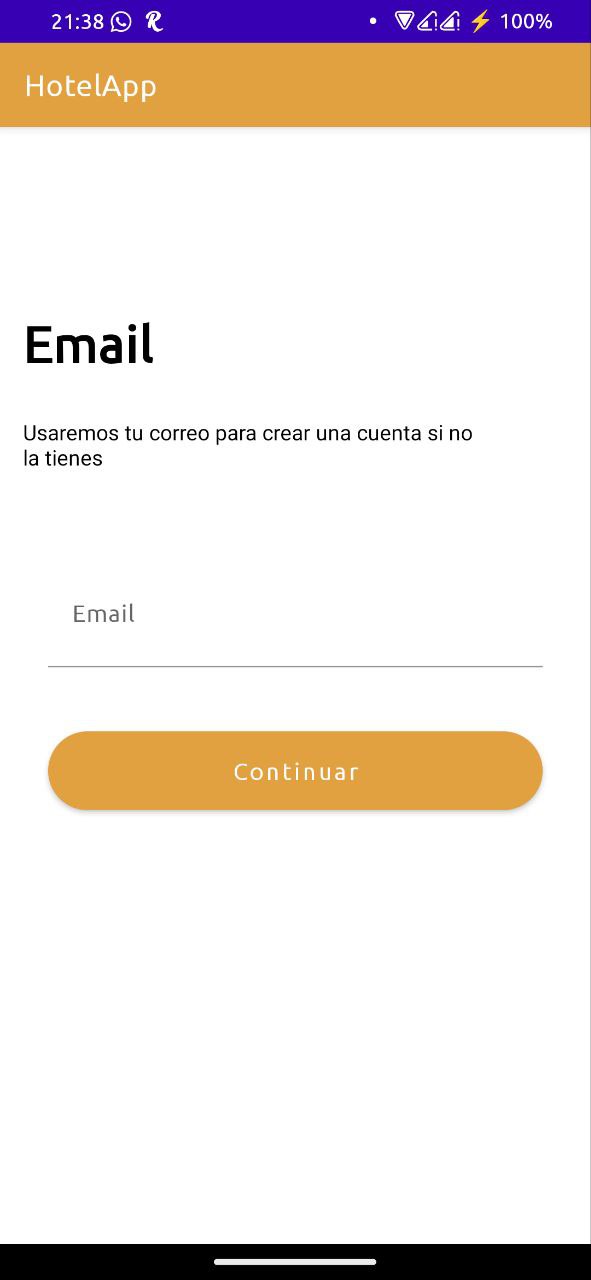 21:38
100%
HotelApp
Email
Usaremos tu correo para crear una cuenta si no
la tienes
Email
Continuar